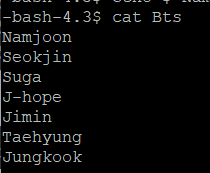 -bash-4.3$ cat Bts
Namjoon
Seokjin
Suga
J-hope
Jimin
Taehyung
Jungkook